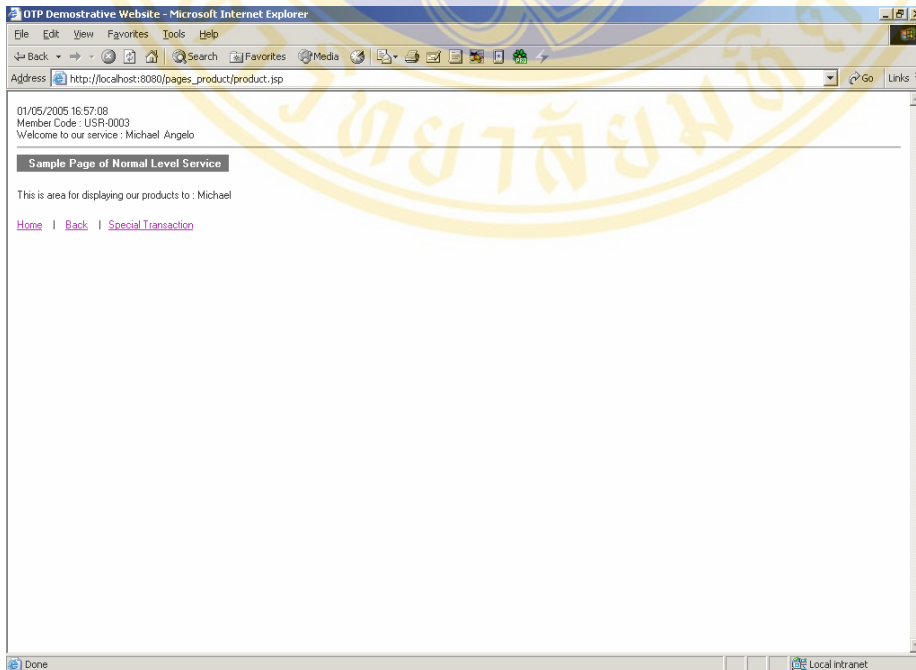 OTP Demostrative Website - Microsoft Internet Explorer
File Edit View Favorites Tools Help
Back Search Favorites Media
Address http://localhost:8080/pages_product/product.jsp Go Links
01/05/2005 16:57:08
Member Code : USR-0003
Welcome to our service : Michael Angelo
Sample Page of Normal Level Service
This is area for displaying our products to : Michael
Home | Back | Special Transaction
Done Local intranet